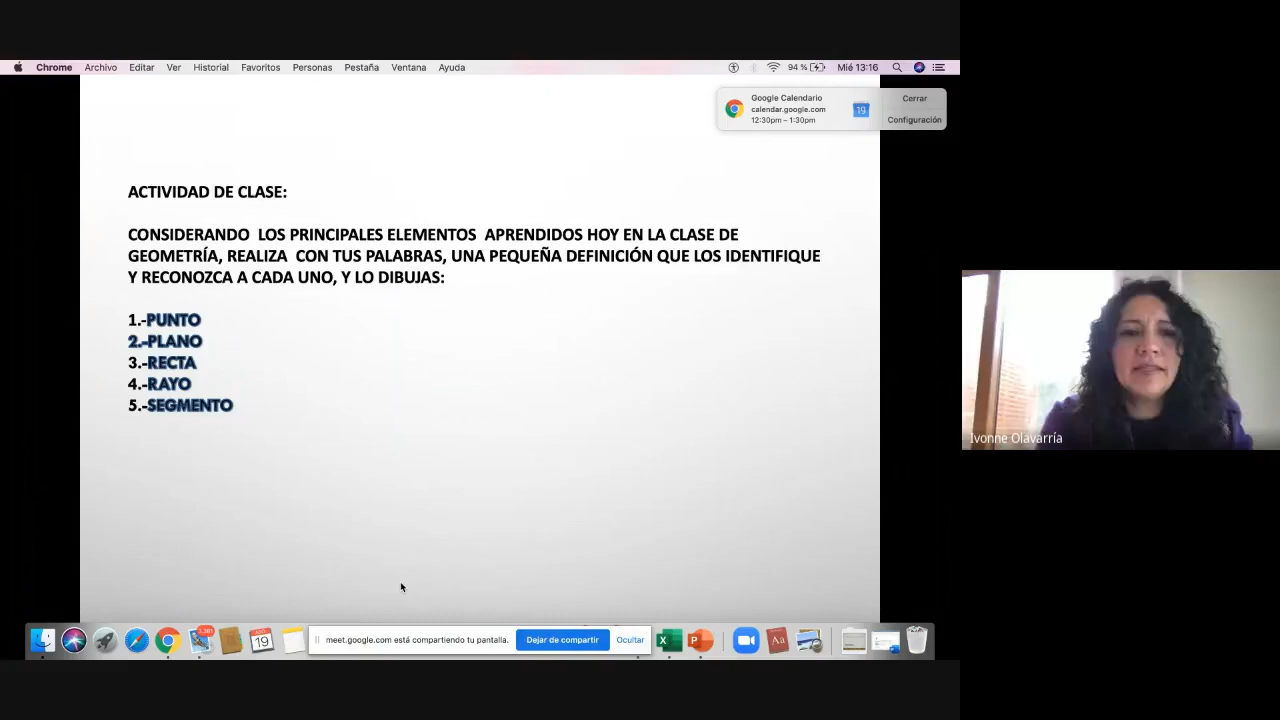 Chrome Archivo Editar Ver Historial Favoritos Personas Pestaña Ventana Ayuda 94 % Mié 13:16
Google Calendario
calendar.google.com
12:30pm – 1:30pm
19
Cerrar
Configuración
ACTIVIDAD DE CLASE:
CONSIDERANDO LOS PRINCIPALES ELEMENTOS APRENDIDOS HOY EN LA CLASE DE
GEOMETRÍA, REALIZA CON TUS PALABRAS, UNA PEQUEÑA DEFINICIÓN QUE LOS IDENTIFIQUE
Y RECONOZCA A CADA UNO, Y LO DIBUJAS:
1.-PUNTO
2.-PLANO
3.-RECTA
4.-RAYO
5.-SEGMENTO
Ivonne Olavarría
19
meet.google.com está compartiendo tu pantalla. Dejar de compartir Ocultar
X P Aa